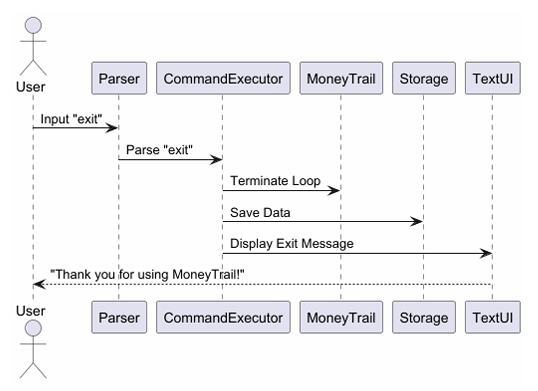 User
Parser
CommandExecutor
MoneyTrail
Storage
TextUI
Input "exit"
Parse "exit"
Terminate Loop
Save Data
Display Exit Message
"Thank you for using MoneyTrail!"
User
Parser
CommandExecutor
MoneyTrail
Storage
TextUI